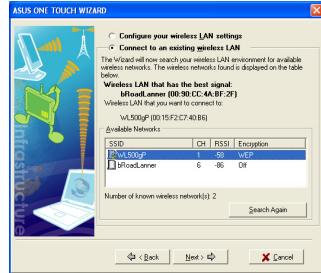 ASUS ONE TOUCH WIZARD
Configure your wireless LAN settings
Connect to an existing wireless LAN
The Wizard will now search your wireless LAN environment for available
wireless networks. The wireless networks found is displayed on the table
below.
Wireless LAN that has the best signal:
bRoadLanner (00:90:CC:4A:BF:2F)
Wireless LAN that you want to connect to:
WL500gP (00:15:F2:C7:40:B6)
Available Networks
SSID CH RSSI Encryption
WL500gP 1 -58 WEP
bRoadLanner 6 -86 Off
Number of known wireless network(s): 2
Search Again
infrastructure
< Back Next > Cancel